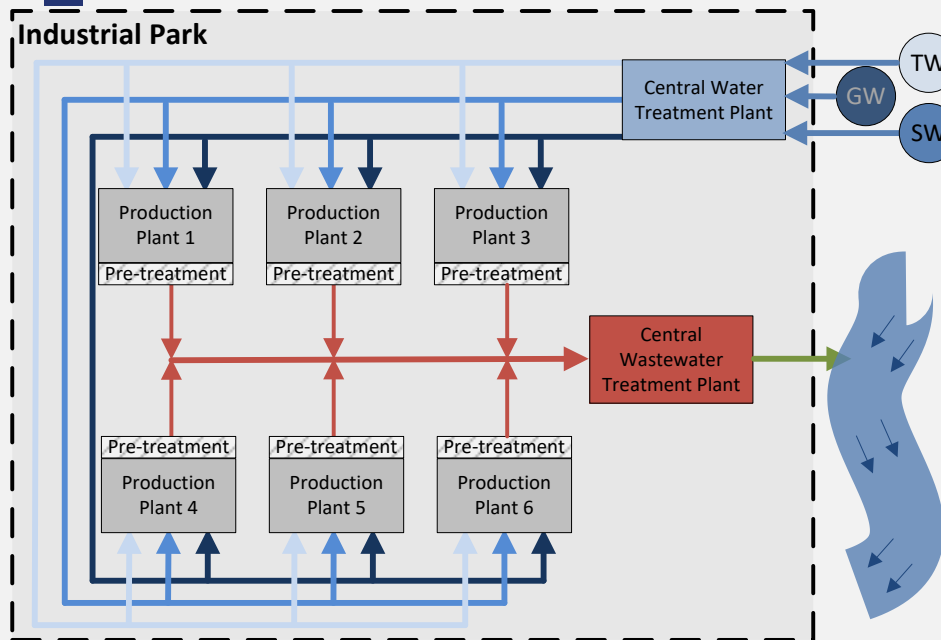 Industrial Park
Central Water
Treatment Plant
TW
GW
SW
Production
Plant 1
Production
Plant 2
Production
Plant 3
Pre-treatment
Pre-treatment
Pre-treatment
Central
Wastewater
Treatment Plant
Pre-treatment
Pre-treatment
Pre-treatment
Production
Plant 4
Production
Plant 5
Production
Plant 6